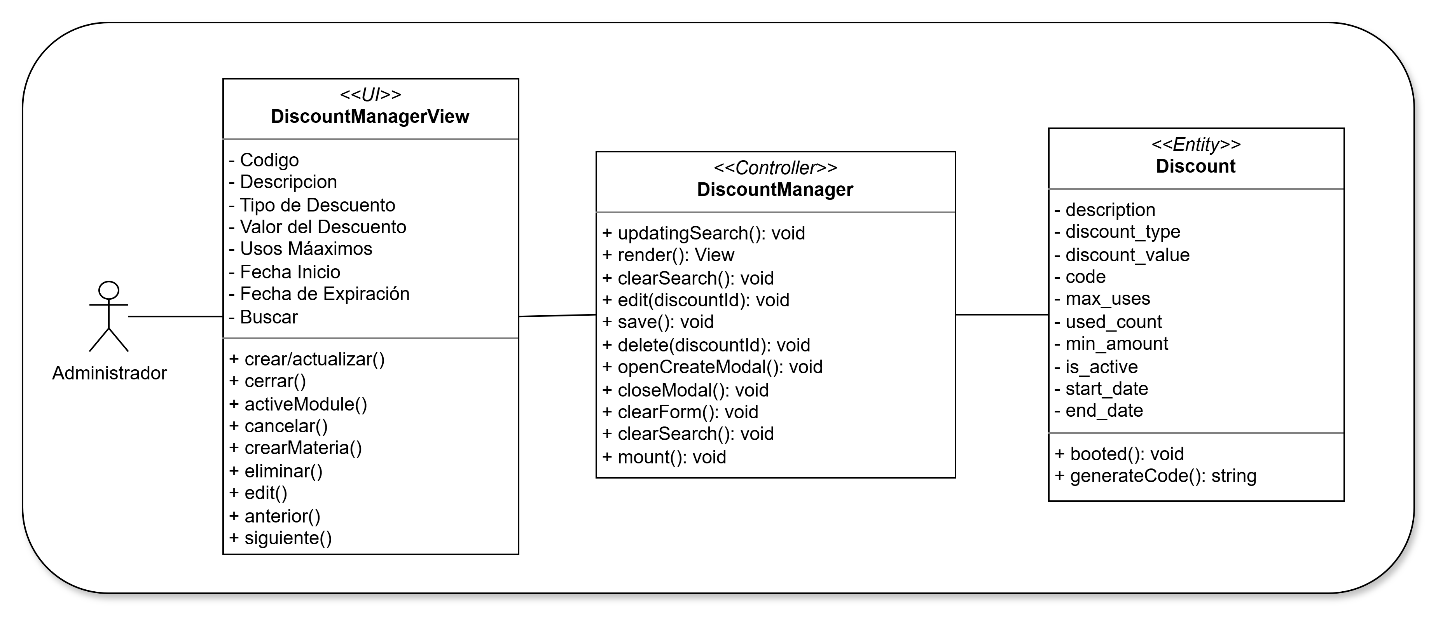 Administrador
<<UI>>
DiscountManagerView
- Codigo
- Descripcion
- Tipo de Descuento
- Valor del Descuento
- Usos Máaximos
- Fecha Inicio
- Fecha de Expiración
- Buscar
+ crear/actualizar()
+ cerrar()
+ activeModule()
+ cancelar()
+ crearMateria()
+ eliminar()
+ edit()
+ anterior()
+ siguiente()
<<Controller>>
DiscountManager
+ updatingSearch(): void
+ render(): View
+ clearSearch(): void
+ edit(discountId): void
+ save(): void
+ delete(discountId): void
+ openCreateModal(): void
+ closeModal(): void
+ clearForm(): void
+ clearSearch(): void
+ mount(): void
<<Entity>>
Discount
- description
- discount_type
- discount_value
- code
- max_uses
- used_count
- min_amount
- is_active
- start_date
- end_date
+ booted(): void
+ generateCode(): string